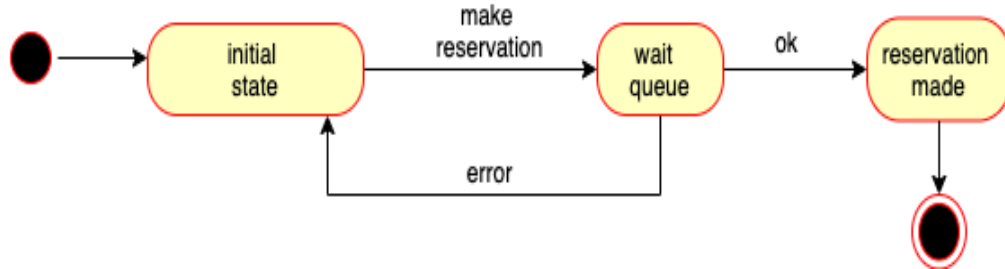 initial
state
make
reservation
wait
queue
ok
reservation
made
error